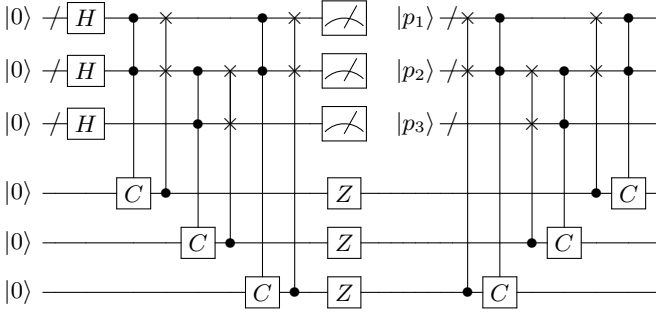 |0⟩ H |p₁⟩
|0⟩ H |p₂⟩
|0⟩ H |p₃⟩
|0⟩ C Z C
|0⟩ C Z C
|0⟩ C Z C